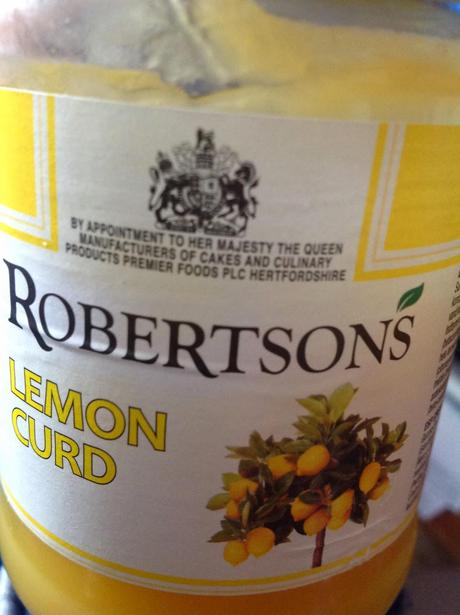 BY APPOINTMENT TO HER MAJESTY THE QUEEN
MANUFACTURERS OF CAKES AND CULINARY
PRODUCTS PREMIER FOODS PLC HERTFORDSHIRE
ROBERTSON'S
LEMON
CURD